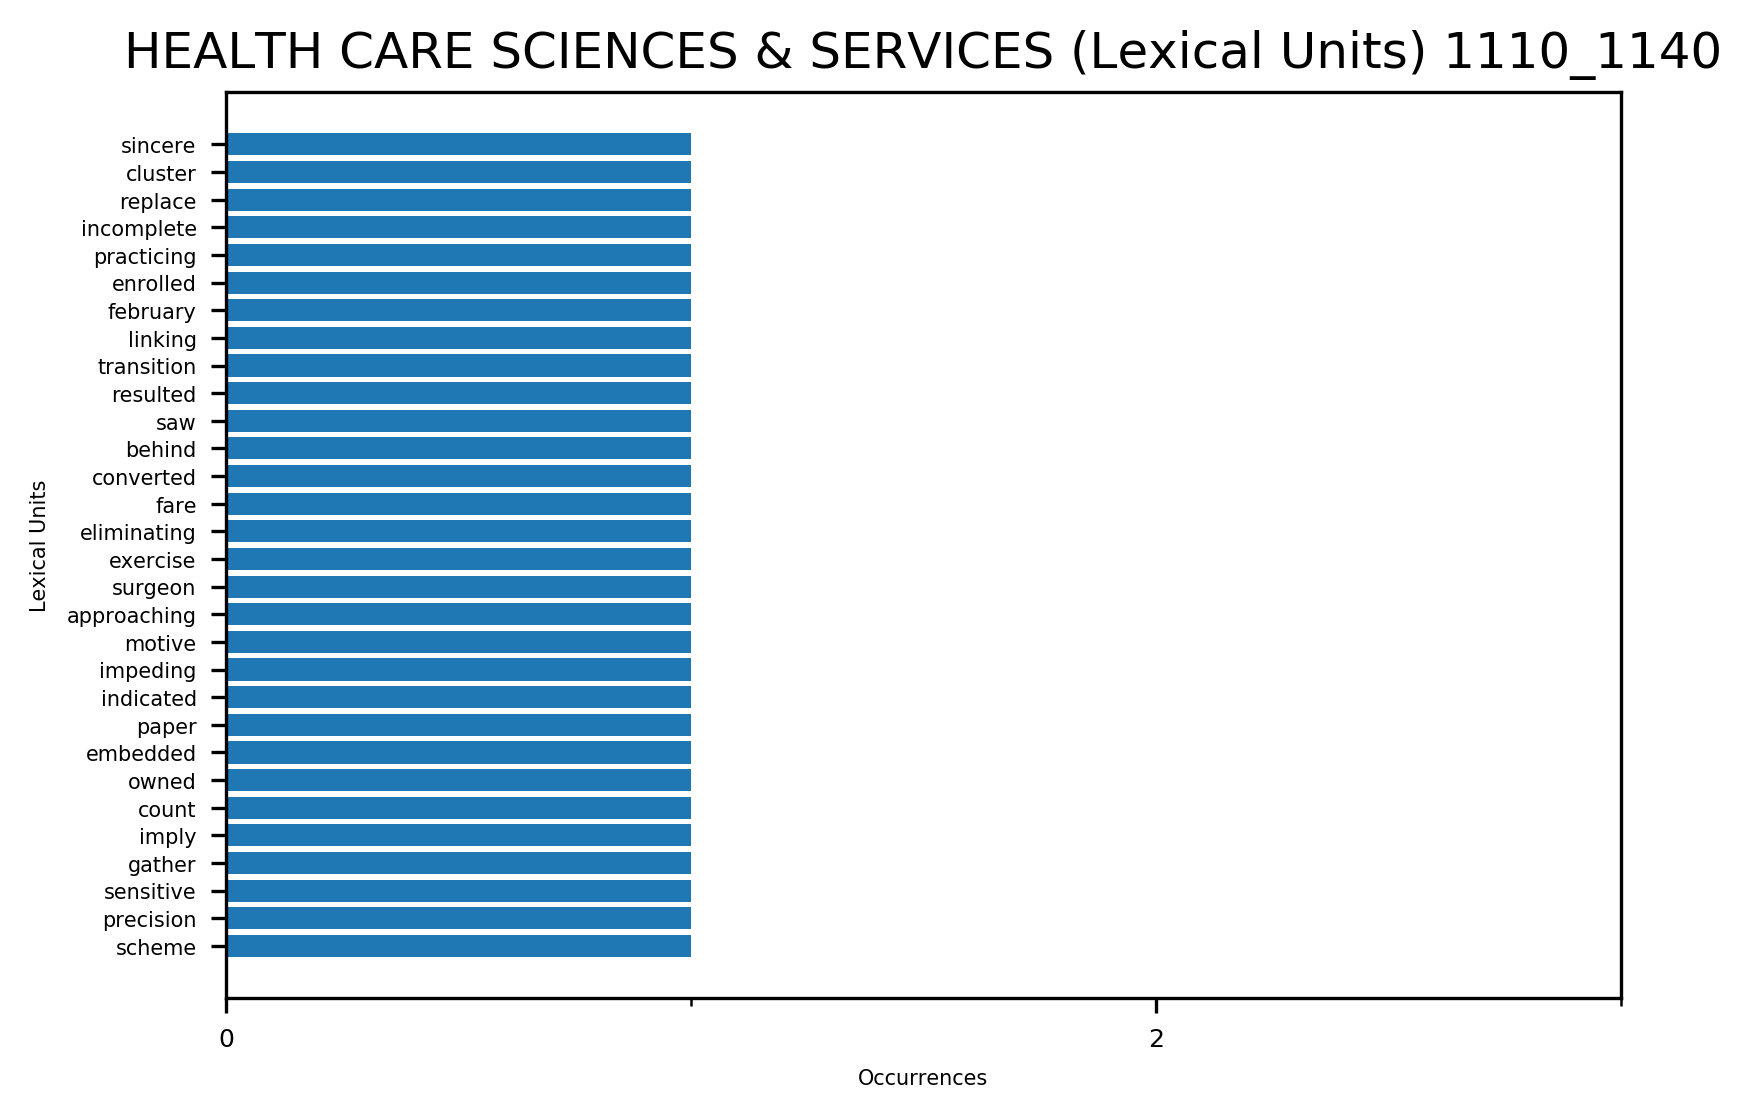 HEALTH CARE SCIENCES & SERVICES (Lexical Units) 1110_1140
Lexical Units
sincere
cluster
replace
incomplete
practicing
enrolled
february
linking
transition
resulted
saw
behind
converted
fare
eliminating
exercise
surgeon
approaching
motive
impeding
indicated
paper
embedded
owned
count
imply
gather
sensitive
precision
scheme
0 2
Occurrences